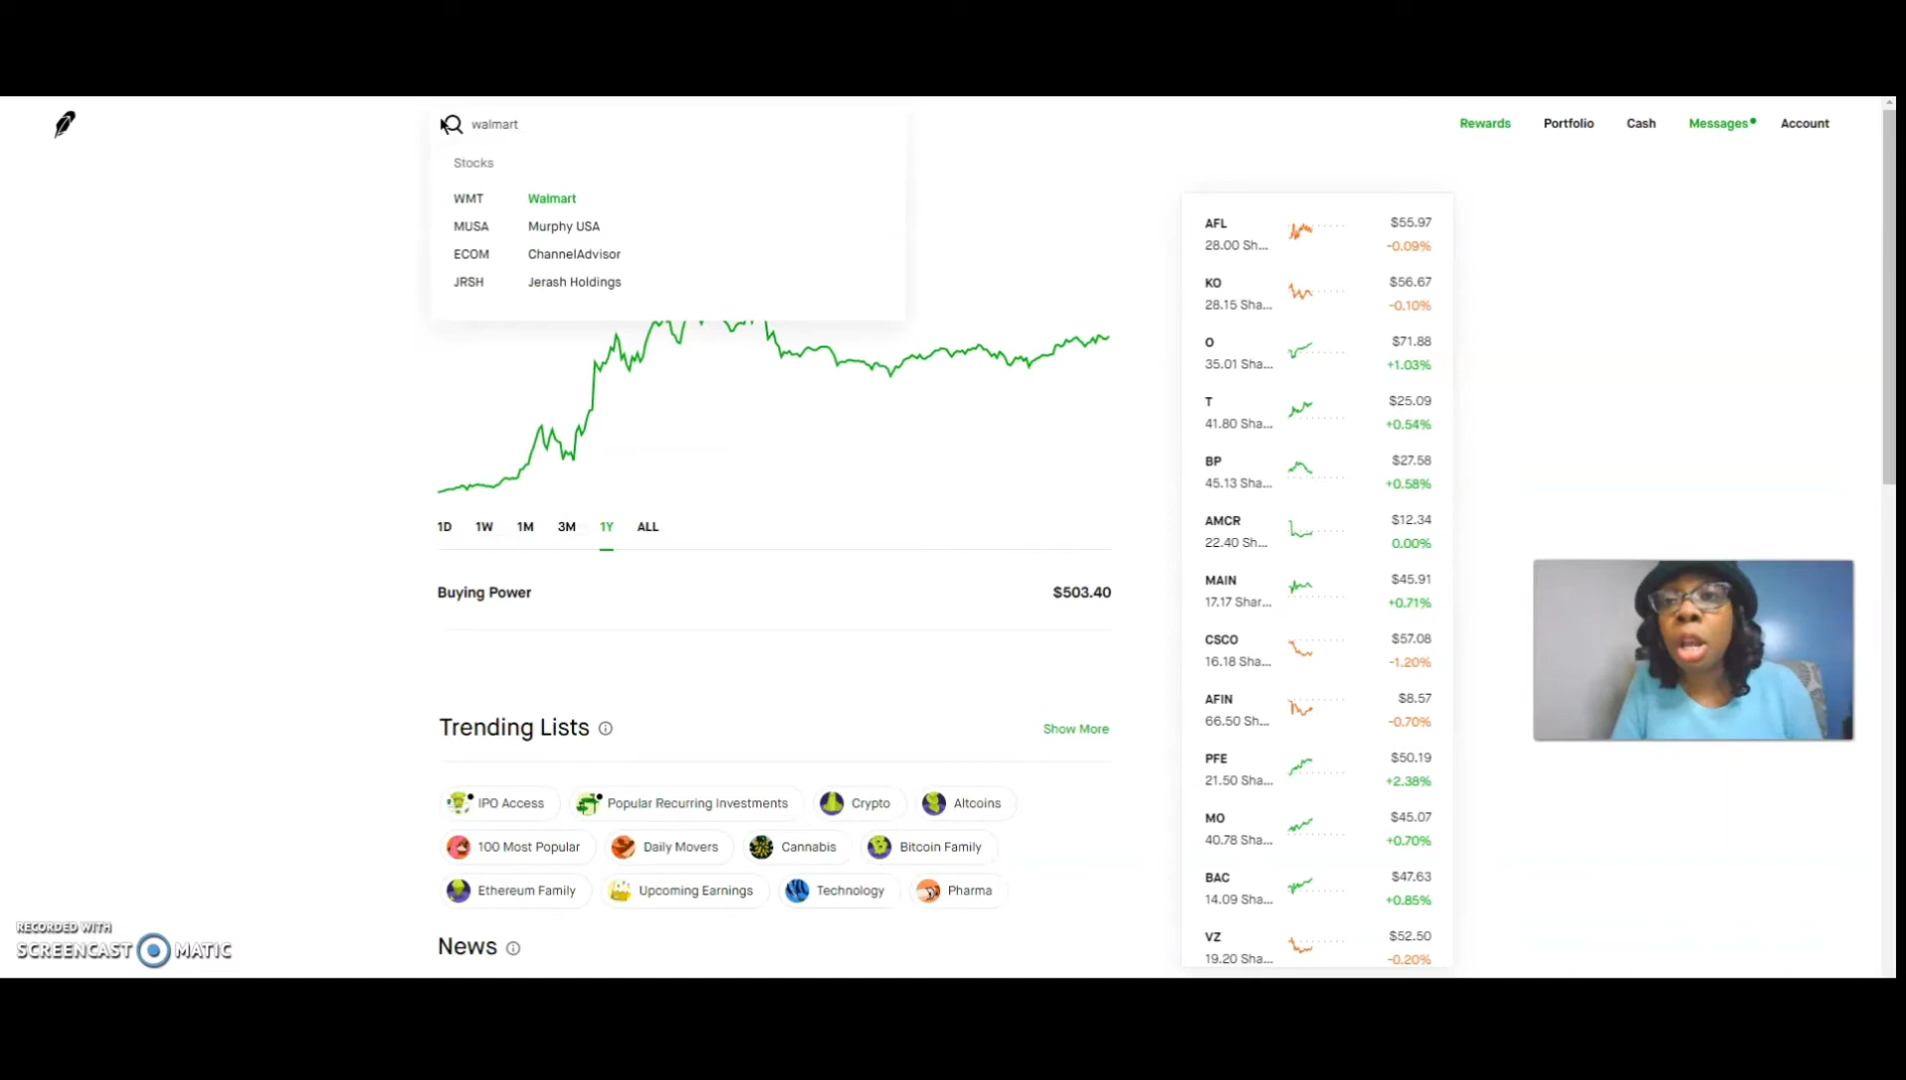 walmart
Rewards Portfolio Cash Messages Account
Stocks
WMT Walmart
MUSA Murphy USA
ECOM ChannelAdvisor
JRSH Jerash Holdings
1D 1W 1M 3M 1Y ALL
Buying Power $503.40
Trending Lists Show More
IPO Access Popular Recurring Investments Crypto Altcoins
100 Most Popular Daily Movers Cannabis Bitcoin Family
Ethereum Family Upcoming Earnings Technology Pharma
News
AFL $55.97
28.00 Sh... -0.09%
KO $56.67
28.15 Sha... -0.10%
O $71.88
35.01 Sha... +1.03%
T $25.09
41.80 Sha... +0.54%
BP $27.58
45.13 Sha... +0.58%
AMCR $12.34
22.40 Sh... 0.00%
MAIN $45.91
17.17 Shar... +0.71%
CSCO $57.08
16.18 Sha... -1.20%
AFIN $8.57
66.50 Sh... -0.70%
PFE $50.19
21.50 Sha... +2.38%
MO $45.07
40.78 Sha... +0.70%
BAC $47.63
14.09 Sha... +0.85%
VZ $52.50
19.20 Sha... -0.20%
RECORDED WITH
SCREENCAST MATIC